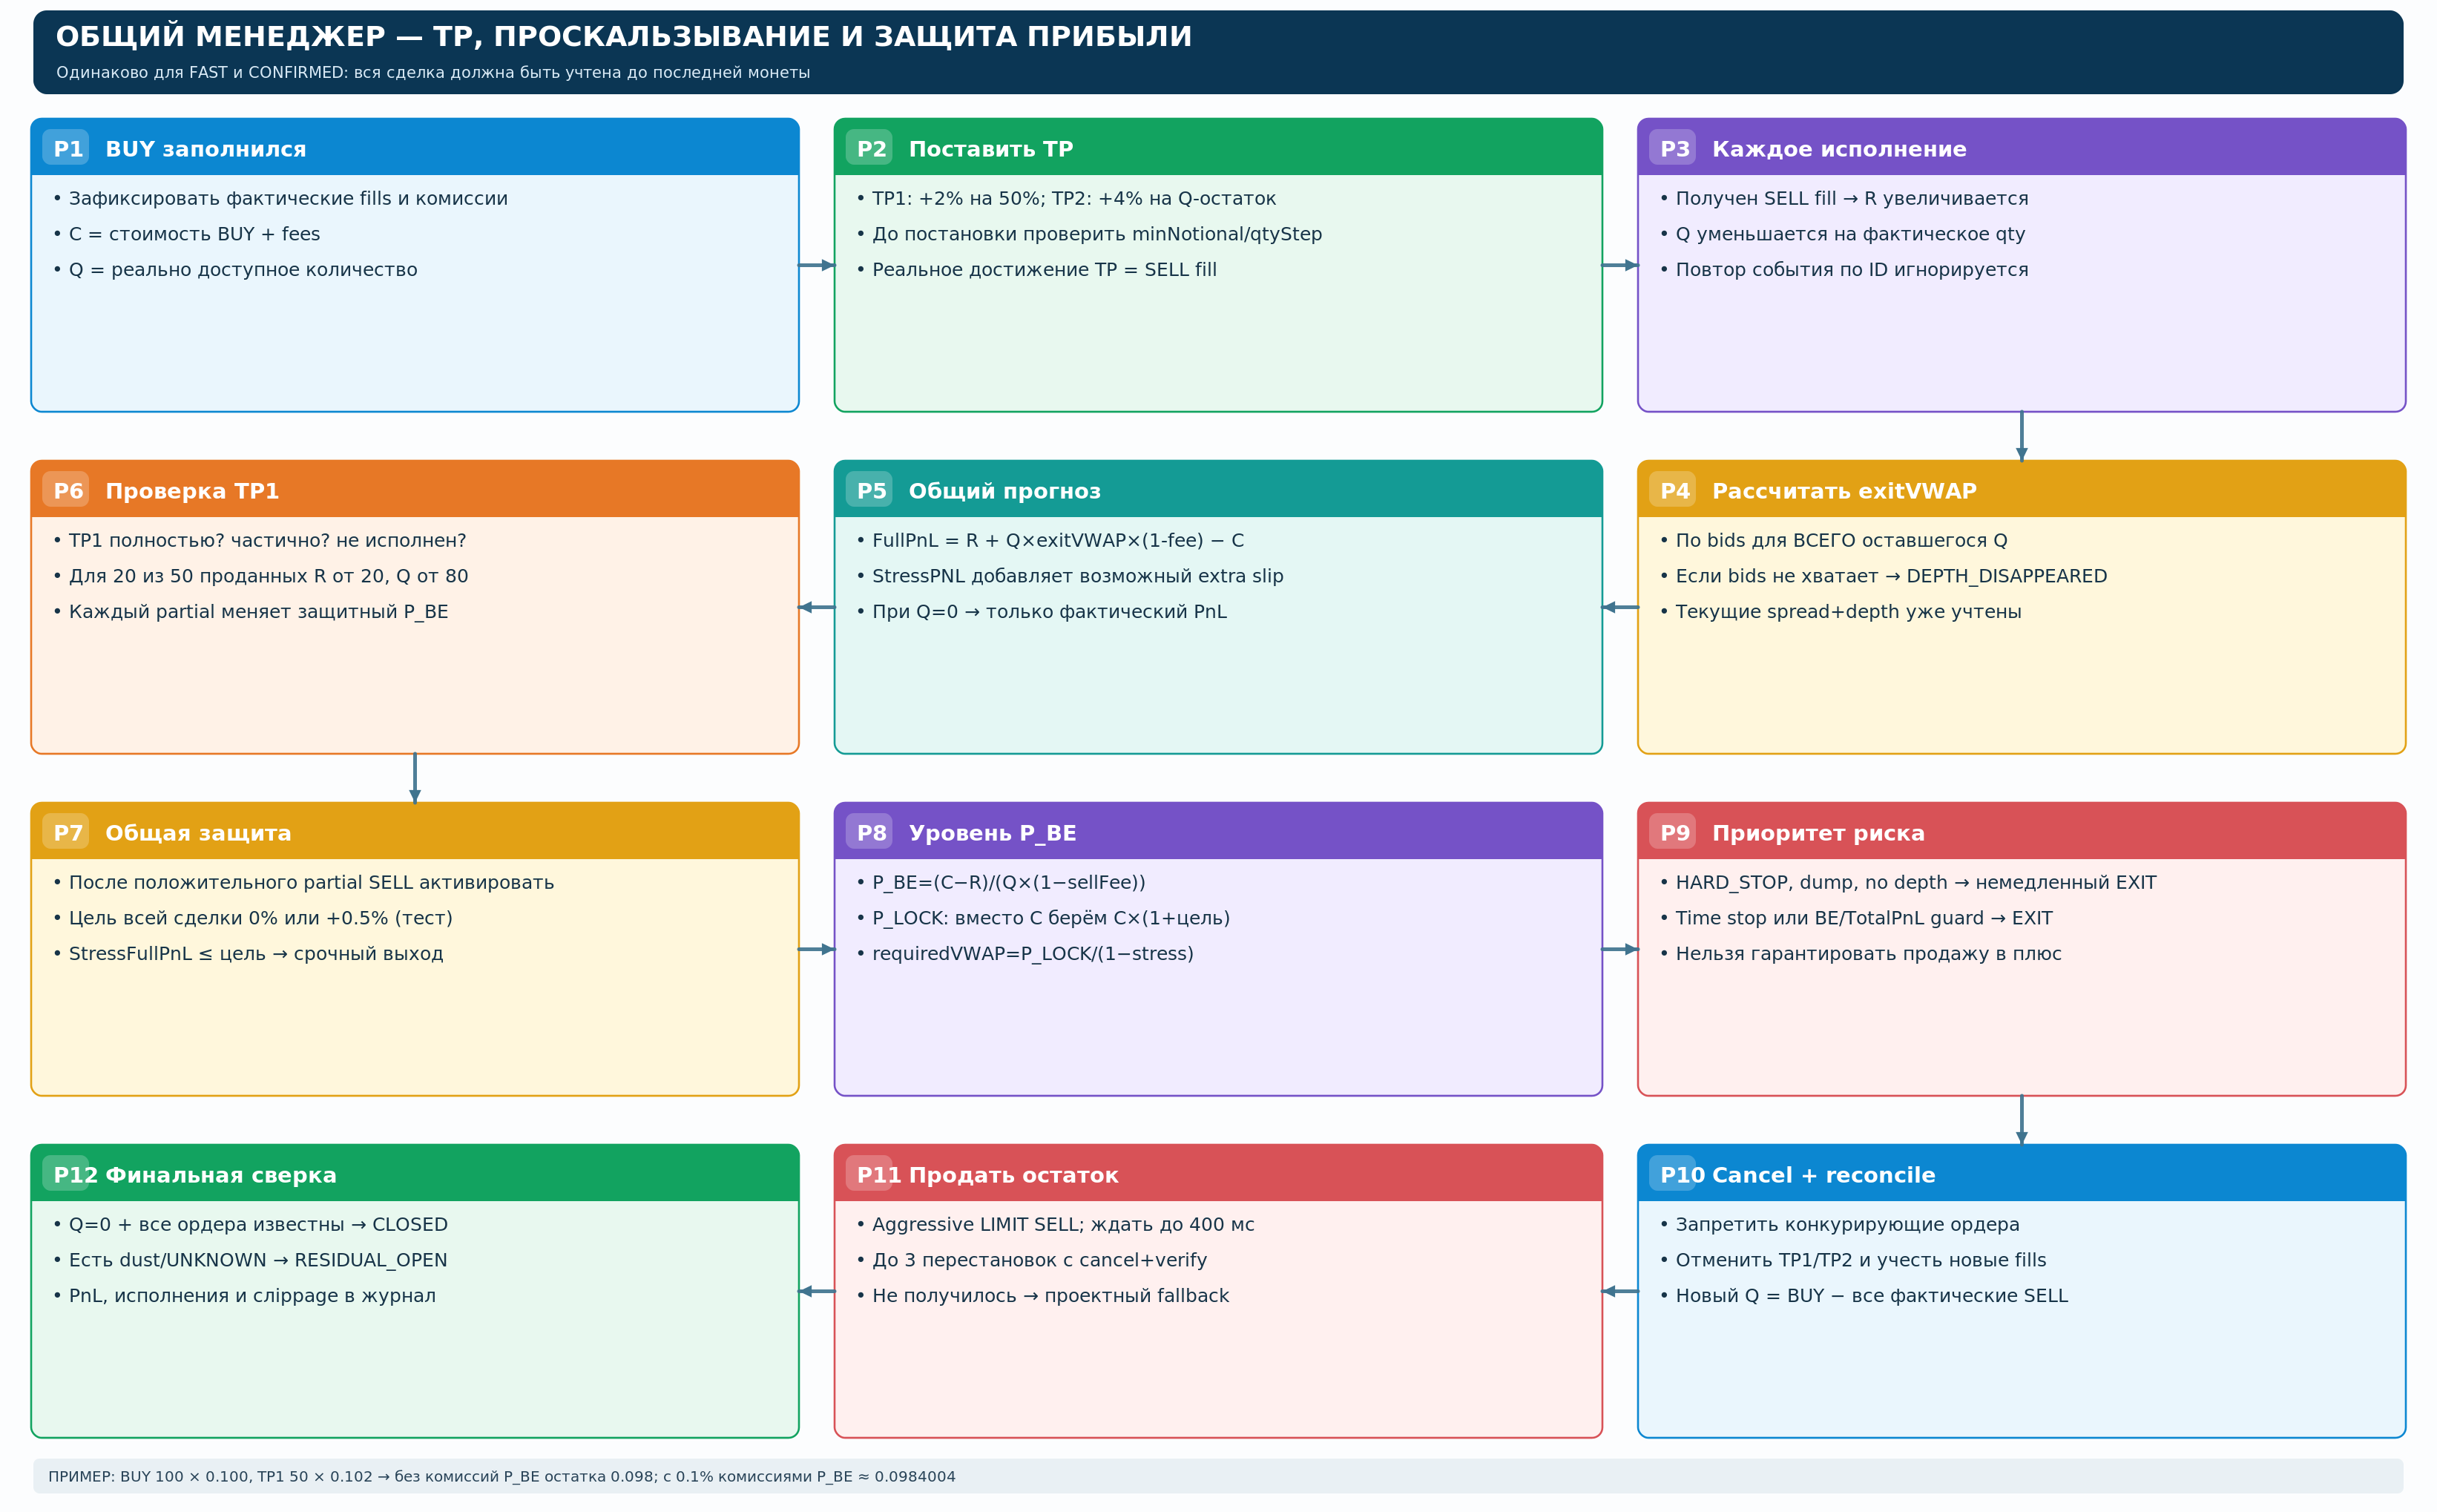 ОБЩИЙ МЕНЕДЖЕР — TP, ПРОСКАЛЬЗЫВАНИЕ И ЗАЩИТА ПРИБЫЛИ
Одинаково для FAST и CONFIRMED: вся сделка должна быть учтена до последней монеты
P1 BUY заполнился
• Зафиксировать фактические fills и комиссии
• C = стоимость BUY + fees
• Q = реально доступное количество
P2 Поставить TP
• TP1: +2% на 50%; TP2: +4% на Q-остаток
• До постановки проверить minNotional/qtyStep
• Реальное достижение TP = SELL fill
P3 Каждое исполнение
• Получен SELL fill → R увеличивается
• Q уменьшается на фактическое qty
• Повтор события по ID игнорируется
P4 Рассчитать exitVWAP
• По bids для ВСЕГО оставшегося Q
• Если bids не хватает → DEPTH_DISAPPEARED
• Текущие spread+depth уже учтены
P5 Общий прогноз
• FullPnL = R + Q×exitVWAP×(1-fee) − C
• StressPNL добавляет возможный extra slip
• При Q=0 → только фактический PnL
P6 Проверка TP1
• TP1 полностью? частично? не исполнен?
• Для 20 из 50 проданных R от 20, Q от 80
• Каждый partial меняет защитный P_BE
P7 Общая защита
• После положительного partial SELL активировать
• Цель всей сделки 0% или +0.5% (тест)
• StressFullPnL ≤ цель → срочный выход
P8 Уровень P_BE
• P_BE=(C−R)/(Q×(1−sellFee))
• P_LOCK: вместо C берём C×(1+цель)
• requiredVWAP=P_LOCK/(1−stress)
P9 Приоритет риска
• HARD_STOP, dump, no depth → немедленный EXIT
• Time stop или BE/TotalPnL guard → EXIT
• Нельзя гарантировать продажу в плюс
P10 Cancel + reconcile
• Запретить конкурирующие ордера
• Отменить TP1/TP2 и учесть новые fills
• Новый Q = BUY − все фактические SELL
P11 Продать остаток
• Aggressive LIMIT SELL; ждать до 400 мс
• До 3 перестановок с cancel+verify
• Не получилось → проектный fallback
P12 Финальная сверка
• Q=0 + все ордера известны → CLOSED
• Есть dust/UNKNOWN → RESIDUAL_OPEN
• PnL, исполнения и слippage в журнал
ПРИМЕР: BUY 100 × 0.100, TP1 50 × 0.102 → без комиссий P_BE остатка 0.098; с 0.1% комиссиями P_BE ≈ 0.0984004